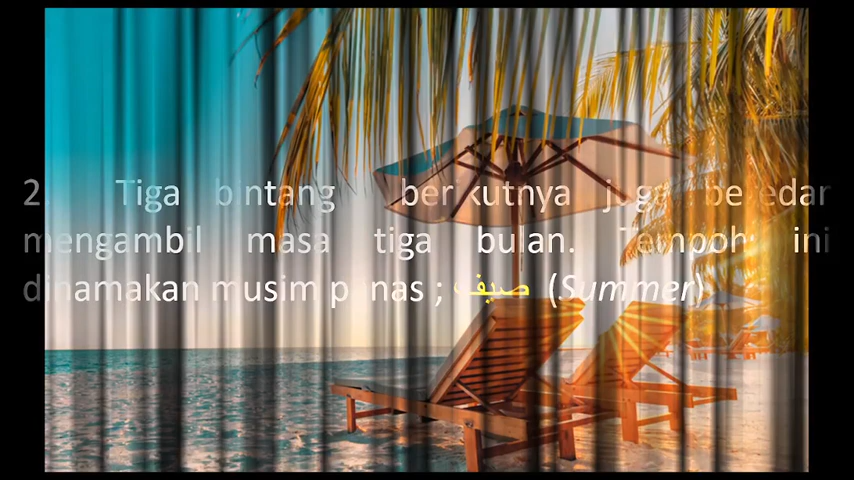 2. Tiga bintang berikutnya juga beredar
mengambil masa tiga bulan. Tempoh ini
dinamakan musim panas ; صيف (Summer)